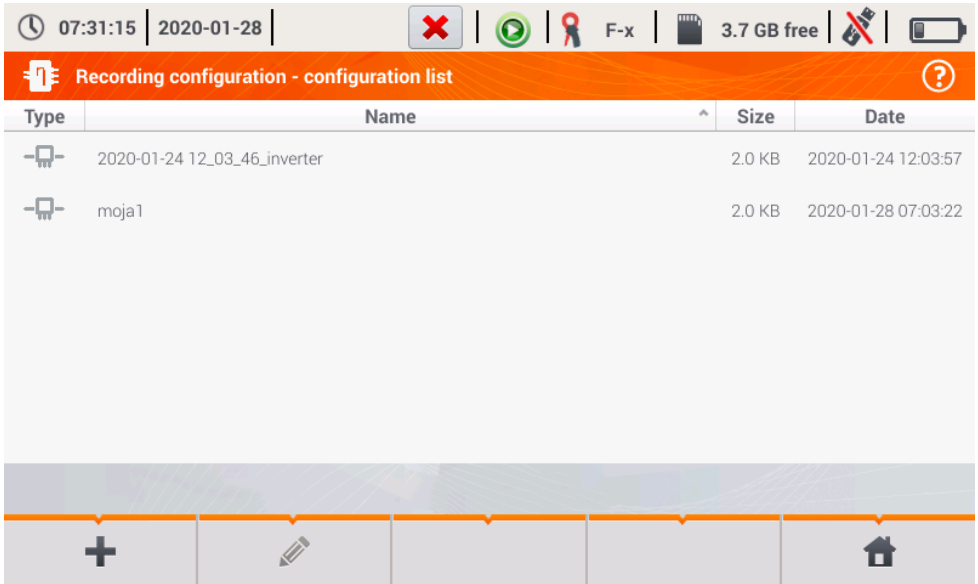 07:31:15 2020-01-28 F-x 3.7 GB free
Recording configuration - configuration list ?
Type Name Size Date
2020-01-24 12_03_46_inverter 2.0 KB 2020-01-24 12:03:57
moja1 2.0 KB 2020-01-28 07:03:22